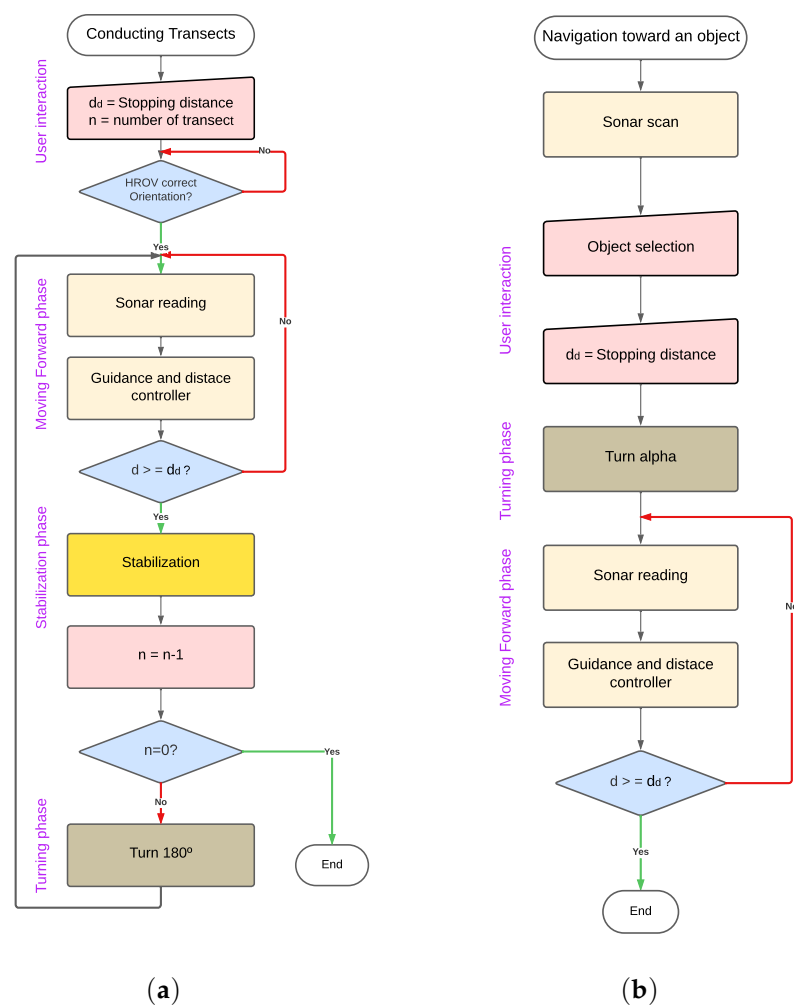 Conducting Transects
User interaction
dd = Stopping distance
n = number of transect
No
HROV correct
Orientation?
Yes
Moving Forward phase
Sonar reading
No
Guidance and distace
controller
d > = dd ?
Yes
Stabilization phase
Stabilization
n = n-1
n=0?
Yes
No
Turning phase
Turn 180º
End
(a)
Navigation toward an object
Sonar scan
User interaction
Object selection
dd = Stopping distance
Turning phase
Turn alpha
Moving Forward phase
Sonar reading
No
Guidance and distace
controller
d > = dd ?
Yes
End
(b)